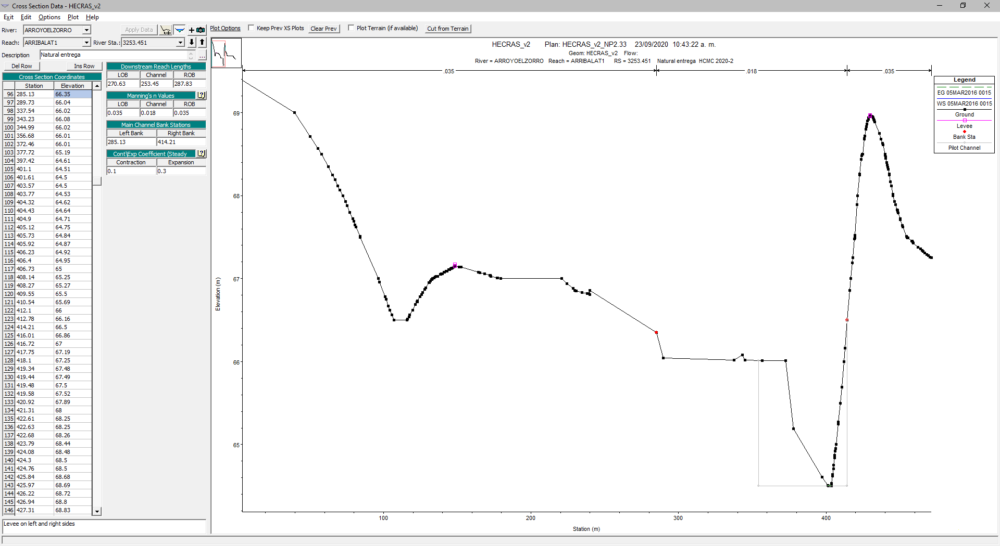 Cross Section Data - HECRAS_v2
Exit Edit Options Plot Help
River: ARROYOELZORRO Apply Data
Plot Options Keep Prev XS Plots Clear Prev Plot Terrain (if available) Cut from Terrain
Reach: ARRIBALAT1 River Sta.: 3253.451
Description Natural entrega ...
Del Row Ins Row
Cross Section Coordinates
Station Elevation
96 285.13 66.35
97 289.73 66.04
98 337.54 66.02
99 343.23 66.08
100 344.99 66.02
101 356.68 66.01
102 372.46 66.01
103 377.72 65.19
104 397.42 64.61
105 401.1 64.51
106 401.61 64.5
107 403.57 64.5
108 403.77 64.53
109 404.32 64.62
110 404.43 64.64
111 404.9 64.71
112 405.12 64.75
113 405.73 64.84
114 405.92 64.87
115 406.23 64.92
116 406.4 64.95
117 406.73 65
118 408.14 65.25
119 408.27 65.27
120 409.55 65.5
121 410.54 65.69
122 412.1 66
123 412.78 66.16
124 414.21 66.5
125 416.01 66.86
126 416.72 67
127 417.75 67.19
128 418.1 67.25
129 419.34 67.48
130 419.44 67.49
131 419.48 67.5
132 419.58 67.52
133 420.92 67.89
134 421.31 68
135 422.61 68.25
136 422.63 68.25
137 422.68 68.26
138 423.79 68.44
139 424.08 68.48
140 424.3 68.5
141 424.76 68.5
142 425.84 68.68
143 425.97 68.69
144 426.22 68.72
145 426.94 68.8
146 427.31 68.83
Levee on left and right sides
Downstream Reach Lengths
LOB Channel ROB
270.63 253.45 287.83
Manning's n Values
LOB Channel ROB
0.035 0.018 0.035
Main Channel Bank Stations
Left Bank Right Bank
285.13 414.21
Cont\Exp Coefficient (Steady
Contraction Expansion
0.1 0.3
HECRAS_v2 Plan: HECRAS_v2_NP2.33 23/09/2020 10:43:22 a. m.
Geom: HECRAS_v2 Flow:
River = ARROYOELZORRO Reach = ARRIBALAT1 RS = 3253.451 Natural entrega HCMC 2020-2
.035 .018 .035
Legend
EG 05MAR2016 0015
WS 05MAR2016 0015
Ground
Levee
Bank Sta
Pilot Channel
69
68
67
66
65
Elevation (m)
100 200 300 400
Station (m)